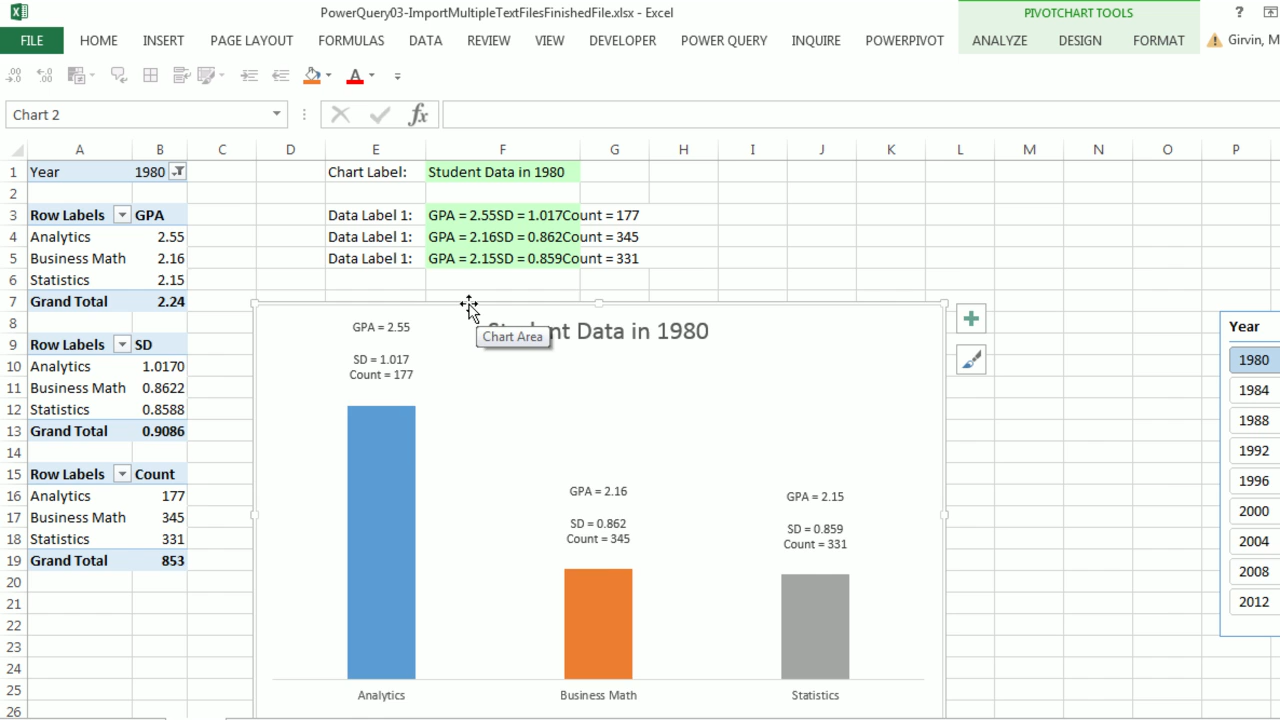 PowerQuery03-ImportMultipleTextFilesFinishedFile.xlsx - Excel
PIVOTCHART TOOLS
?
FILE HOME INSERT PAGE LAYOUT FORMULAS DATA REVIEW VIEW DEVELOPER POWER QUERY INQUIRE POWERPIVOT ANALYZE DESIGN FORMAT Girvin, M
Chart 2
fx
A B C D E F G H I J K L M N O P
1 Year 1980 Chart Label: Student Data in 1980
2
3 Row Labels GPA Data Label 1: GPA = 2.55SD = 1.017Count = 177
4 Analytics 2.55 Data Label 1: GPA = 2.16SD = 0.862Count = 345
5 Business Math 2.16 Data Label 1: GPA = 2.15SD = 0.859Count = 331
6 Statistics 2.15
7 Grand Total 2.24
8
9 Row Labels SD
10 Analytics 1.0170
11 Business Math 0.8622
12 Statistics 0.8588
13 Grand Total 0.9086
14
15 Row Labels Count
16 Analytics 177
17 Business Math 345
18 Statistics 331
19 Grand Total 853
20
21
22
23
24
25
26
Student Data in 1980
Chart Area
GPA = 2.55
SD = 1.017
Count = 177
GPA = 2.16
SD = 0.862
Count = 345
GPA = 2.15
SD = 0.859
Count = 331
Analytics Business Math Statistics
Year
1980
1984
1988
1992
1996
2000
2004
2008
2012